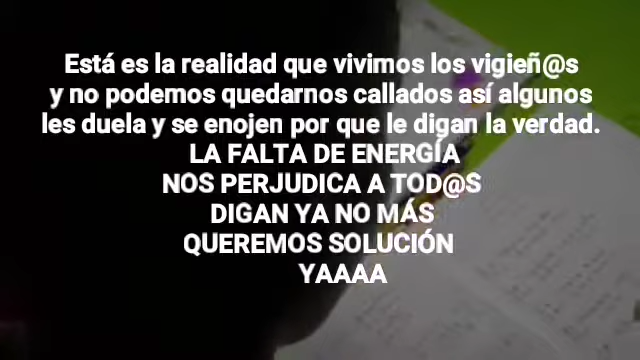 Está es la realidad que vivimos los vigieñ@s
y no podemos quedarnos callados así algunos
les duela y se enojen por que le digan la verdad.
LA FALTA DE ENERGÍA
NOS PERJUDICA A TOD@S
DIGAN YA NO MÁS
QUEREMOS SOLUCIÓN
YAAAA